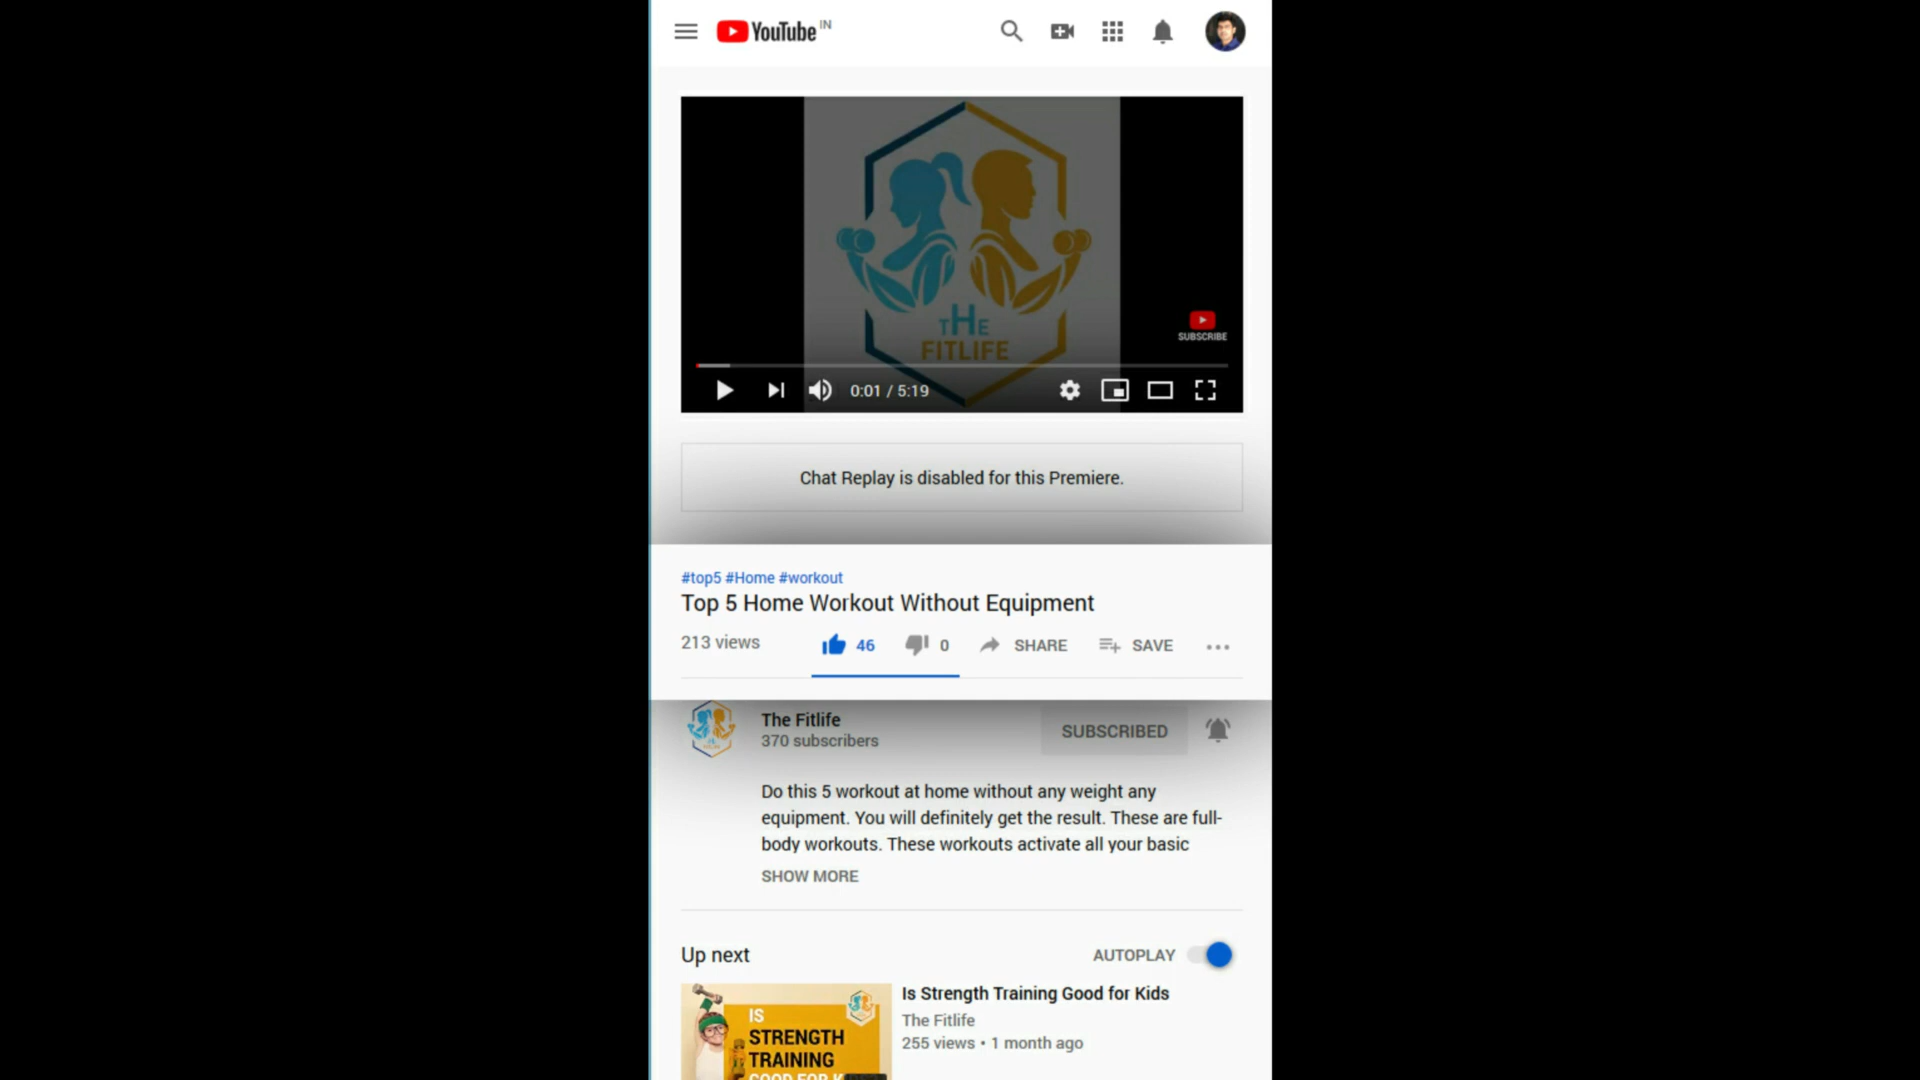 YouTube IN
THE
FITLIFE
SUBSCRIBE
0:01 / 5:19
Chat Replay is disabled for this Premiere.
#top5 #Home #workout
Top 5 Home Workout Without Equipment
213 views 46 0 SHARE SAVE
The Fitlife
370 subscribers
SUBSCRIBED
Do this 5 workout at home without any weight any
equipment. You will definitely get the result. These are full-
body workouts. These workouts activate all your basic
SHOW MORE
Up next AUTOPLAY
IS
STRENGTH
TRAINING
GOOD FOR
Is Strength Training Good for Kids
The Fitlife
255 views • 1 month ago